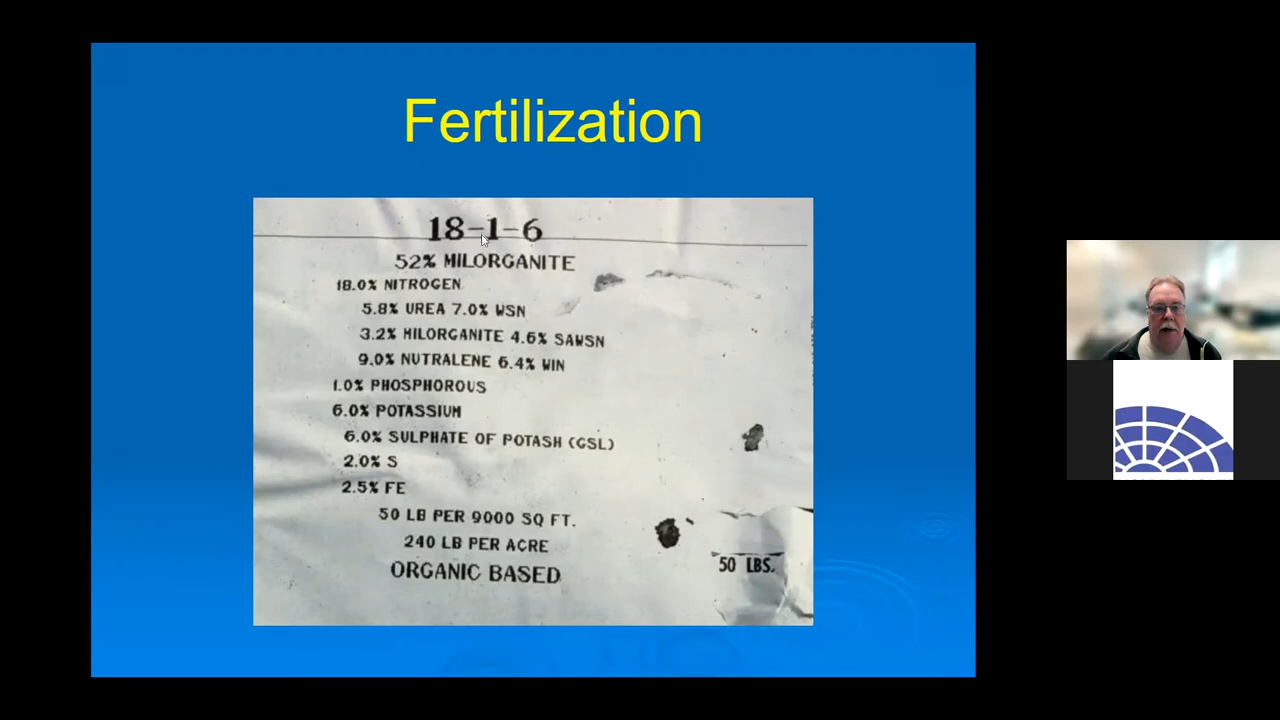 Fertilization
18-1-6
52% MILORGANITE
18.0% NITROGEN
5.8% UREA 7.0% WSN
3.2% MILORGANITE 4.6% SAWSN
9.0% NUTRALENE 6.4% WIN
1.0% PHOSPHOROUS
6.0% POTASSIUM
6.0% SULPHATE OF POTASH (GSL)
2.0% S
2.5% FE
50 LB PER 9000 SQ FT.
240 LB PER ACRE
ORGANIC BASED
50 LBS.